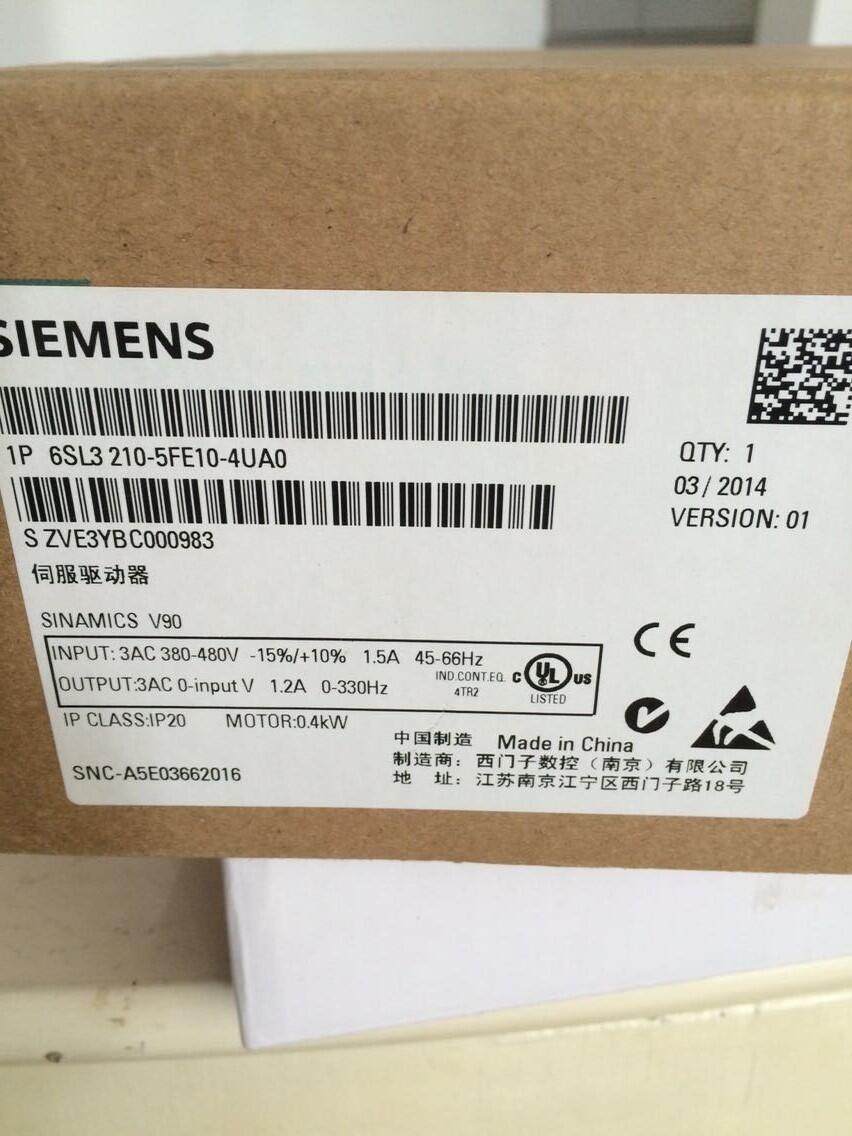 SIEMENS
1P 6SL3 210-5FE10-4UA0
QTY: 1
03/2014
VERSION: 01
S ZVE3YBC000983
伺服驱动器
SINAMICS V90
INPUT: 3AC 380-480V -15%/+10% 1.5A 45-66Hz
OUTPUT:3AC 0-input V 1.2A 0-330Hz
IND.CONT.EQ.
4TR2
C UL US
LISTED
CE
IP CLASS:IP20 MOTOR:0.4kW
SNC-A5E03662016
中国制造 Made in China
制造商：西门子数控（南京）有限公司
地 址：江苏南京江宁区西门子路18号